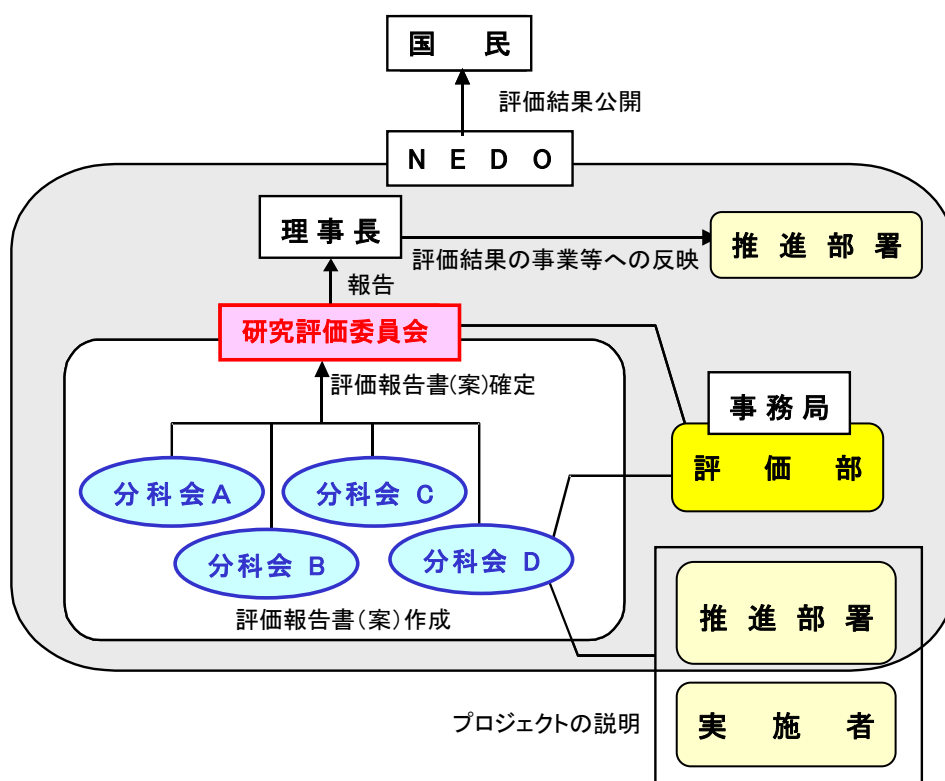 国　民
評価結果公開
ＮＥＤＯ
理事長
評価結果の事業等への反映
推進部署
報告
研究評価委員会
評価報告書(案)確定
事務局
評価部
分科会A
分科会 C
分科会 B
分科会 D
評価報告書(案)作成
推進部署
プロジェクトの説明
実施者